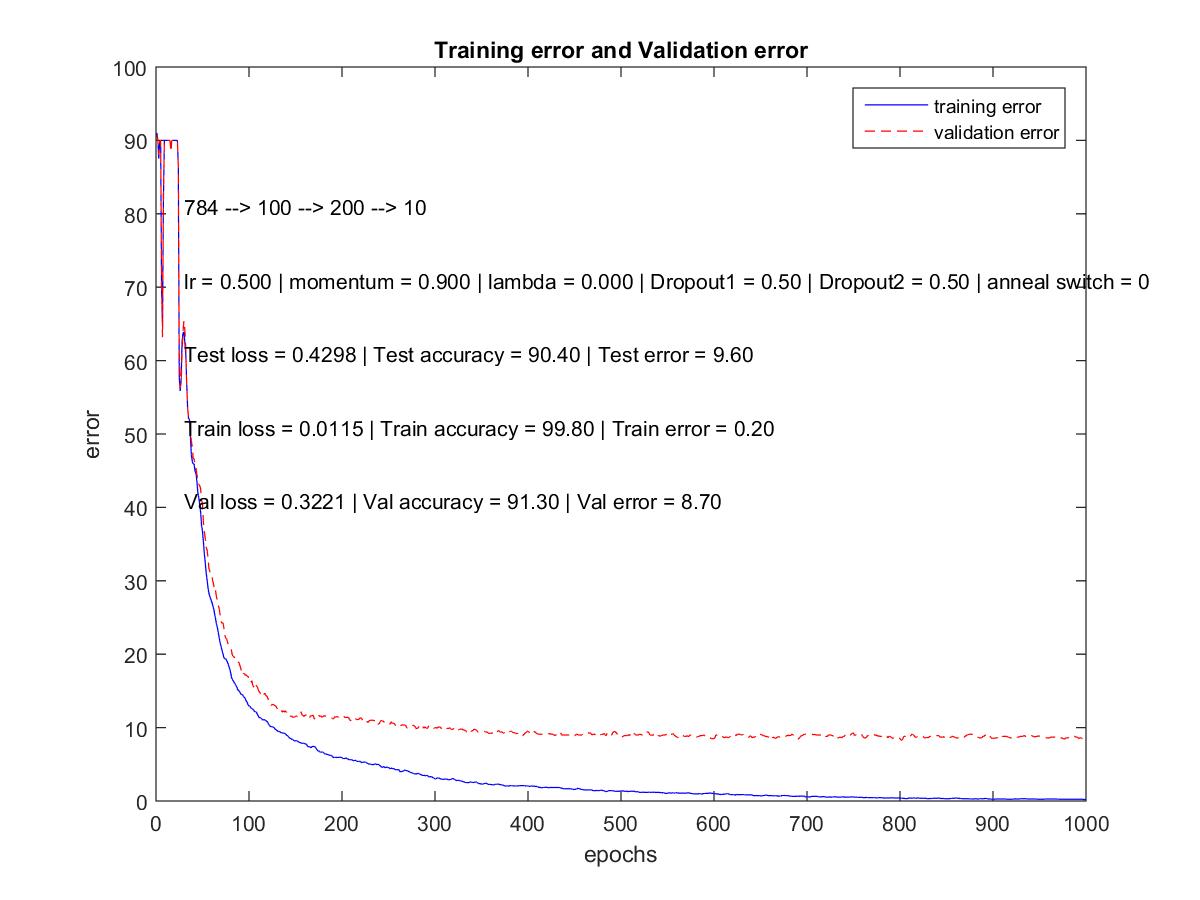 Training error and Validation error
100
90
80
70
60
50
40
30
20
10
0
error
training error
validation error
784 --> 100 --> 200 --> 10
lr = 0.500 | momentum = 0.900 | lambda = 0.000 | Dropout1 = 0.50 | Dropout2 = 0.50 | anneal switch = 0
Test loss = 0.4298 | Test accuracy = 90.40 | Test error = 9.60
Train loss = 0.0115 | Train accuracy = 99.80 | Train error = 0.20
Val loss = 0.3221 | Val accuracy = 91.30 | Val error = 8.70
0 100 200 300 400 500 600 700 800 900 1000
epochs